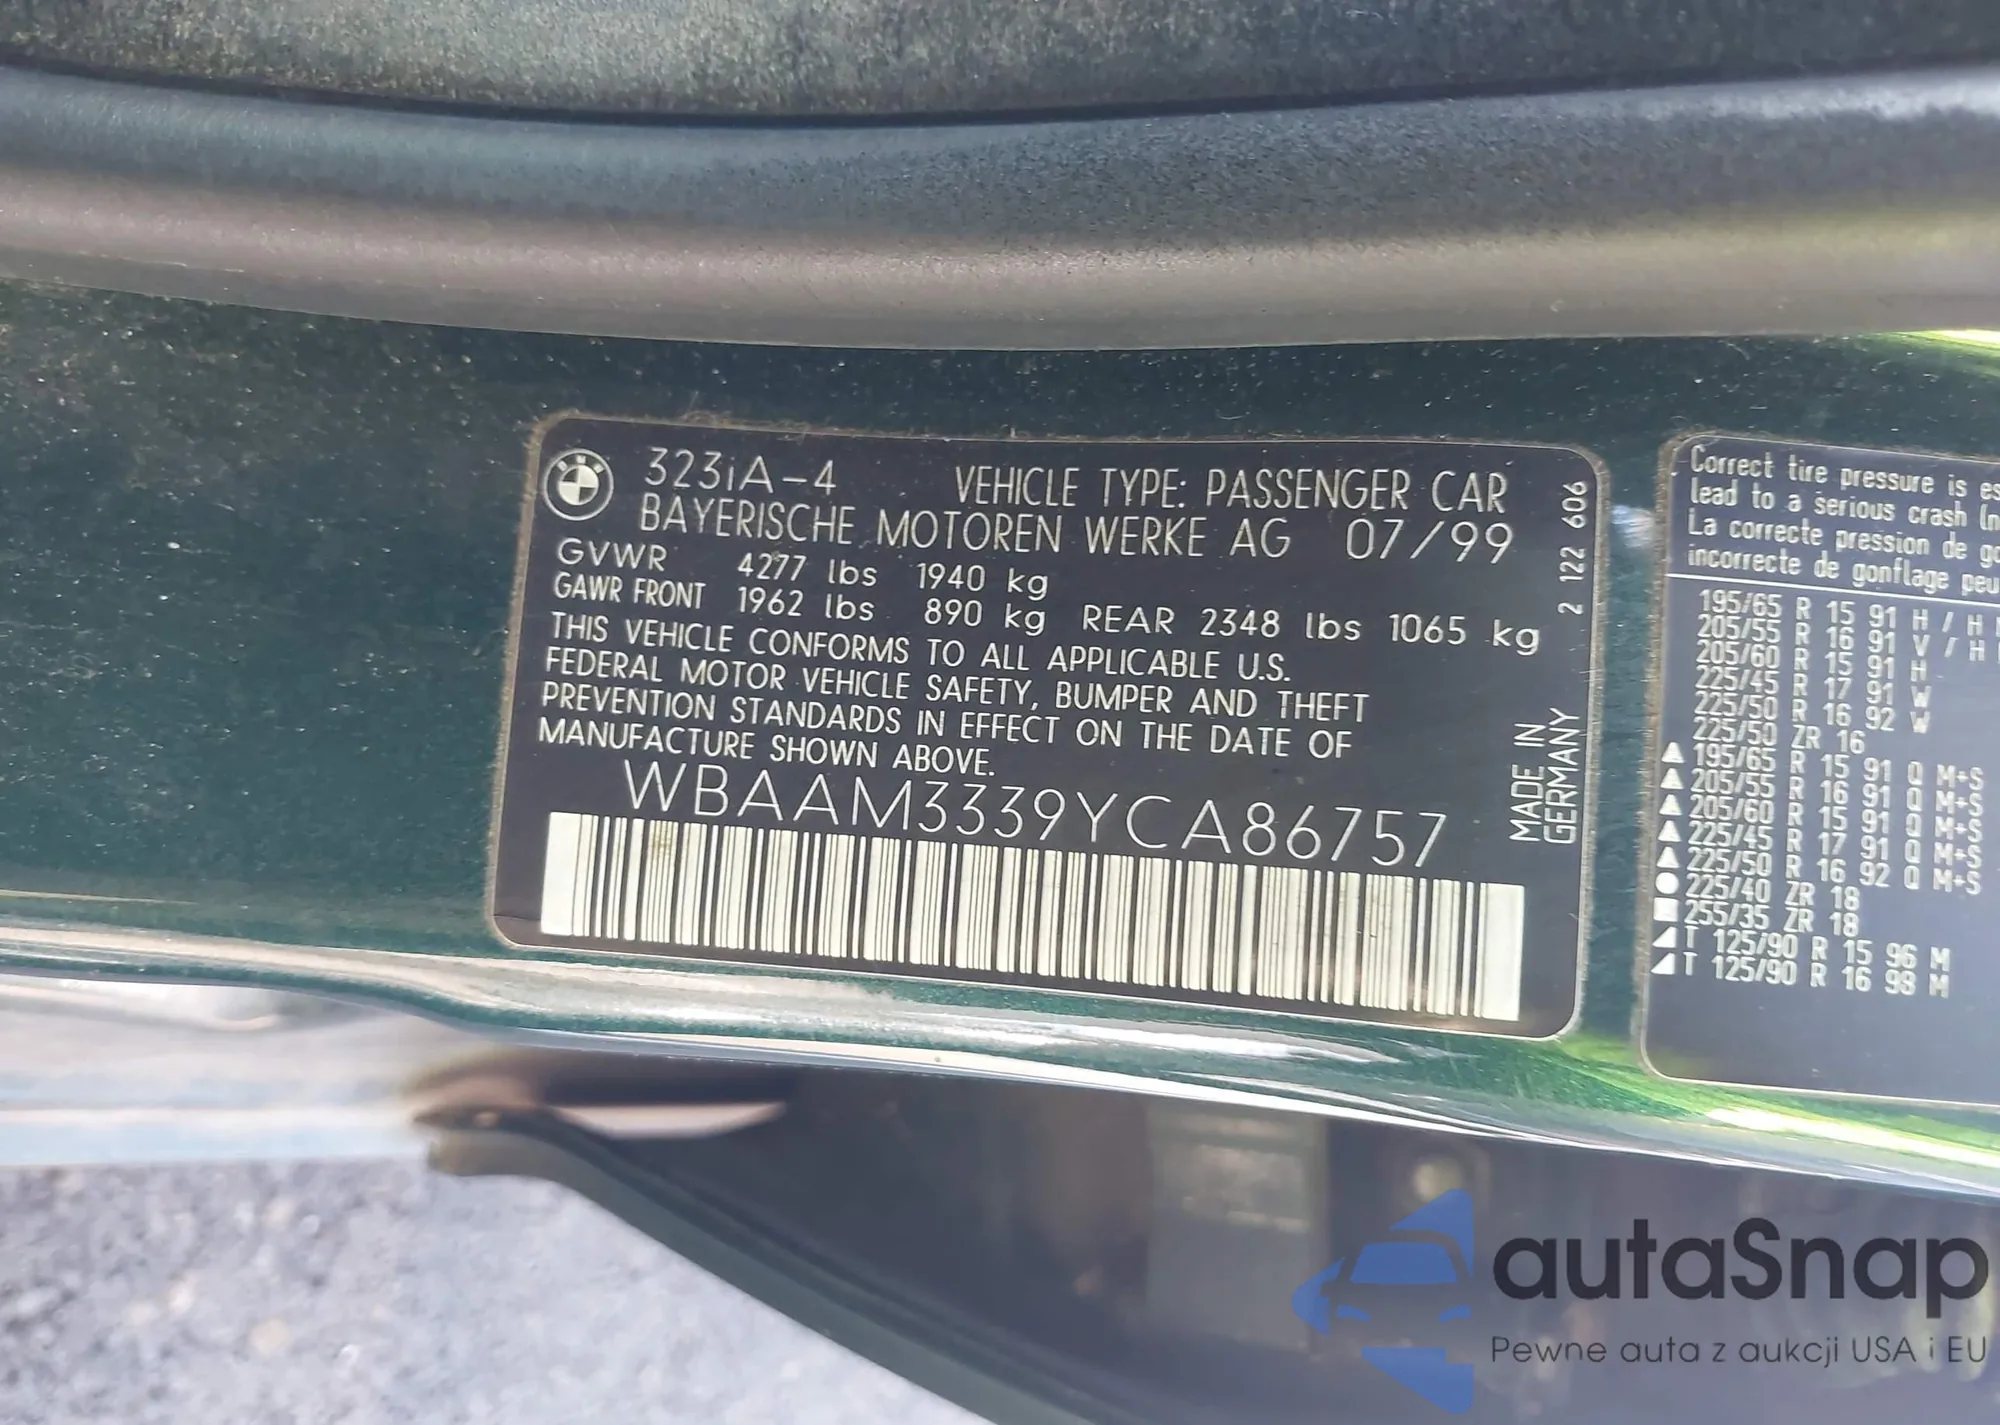 323iA-4 VEHICLE TYPE: PASSENGER CAR
BAYERISCHE MOTOREN WERKE AG 07/99
GVWR 4277 lbs 1940 kg
GAWR FRONT 1962 lbs 890 kg REAR 2348 lbs 1065 kg
THIS VEHICLE CONFORMS TO ALL APPLICABLE U.S.
FEDERAL MOTOR VEHICLE SAFETY, BUMPER AND THEFT
PREVENTION STANDARDS IN EFFECT ON THE DATE OF
MANUFACTURE SHOWN ABOVE.
WBAAM3339YCA86757
MADE IN
GERMANY
2 122 606
Correct tire pressure is
lead to a serious crash
La correcte pression de
incorrecte de gonflage
195/65 R 15 91 H / H
205/55 R 16 91 V / H
205/60 R 15 91 H
225/45 R 17 91 W
225/50 R 16 92 W
225/50 ZR 16
195/65 R 15 91 Q M+S
205/55 R 16 91 Q M+S
205/60 R 15 91 Q M+S
225/45 R 17 91 Q M+S
225/50 R 16 92 Q M+S
225/40 ZR 18
255/35 ZR 18
T 125/90 R 15 96 M
T 125/90 R 16 98 M
autaSnap
Pewne auta z aukcji USA i EU